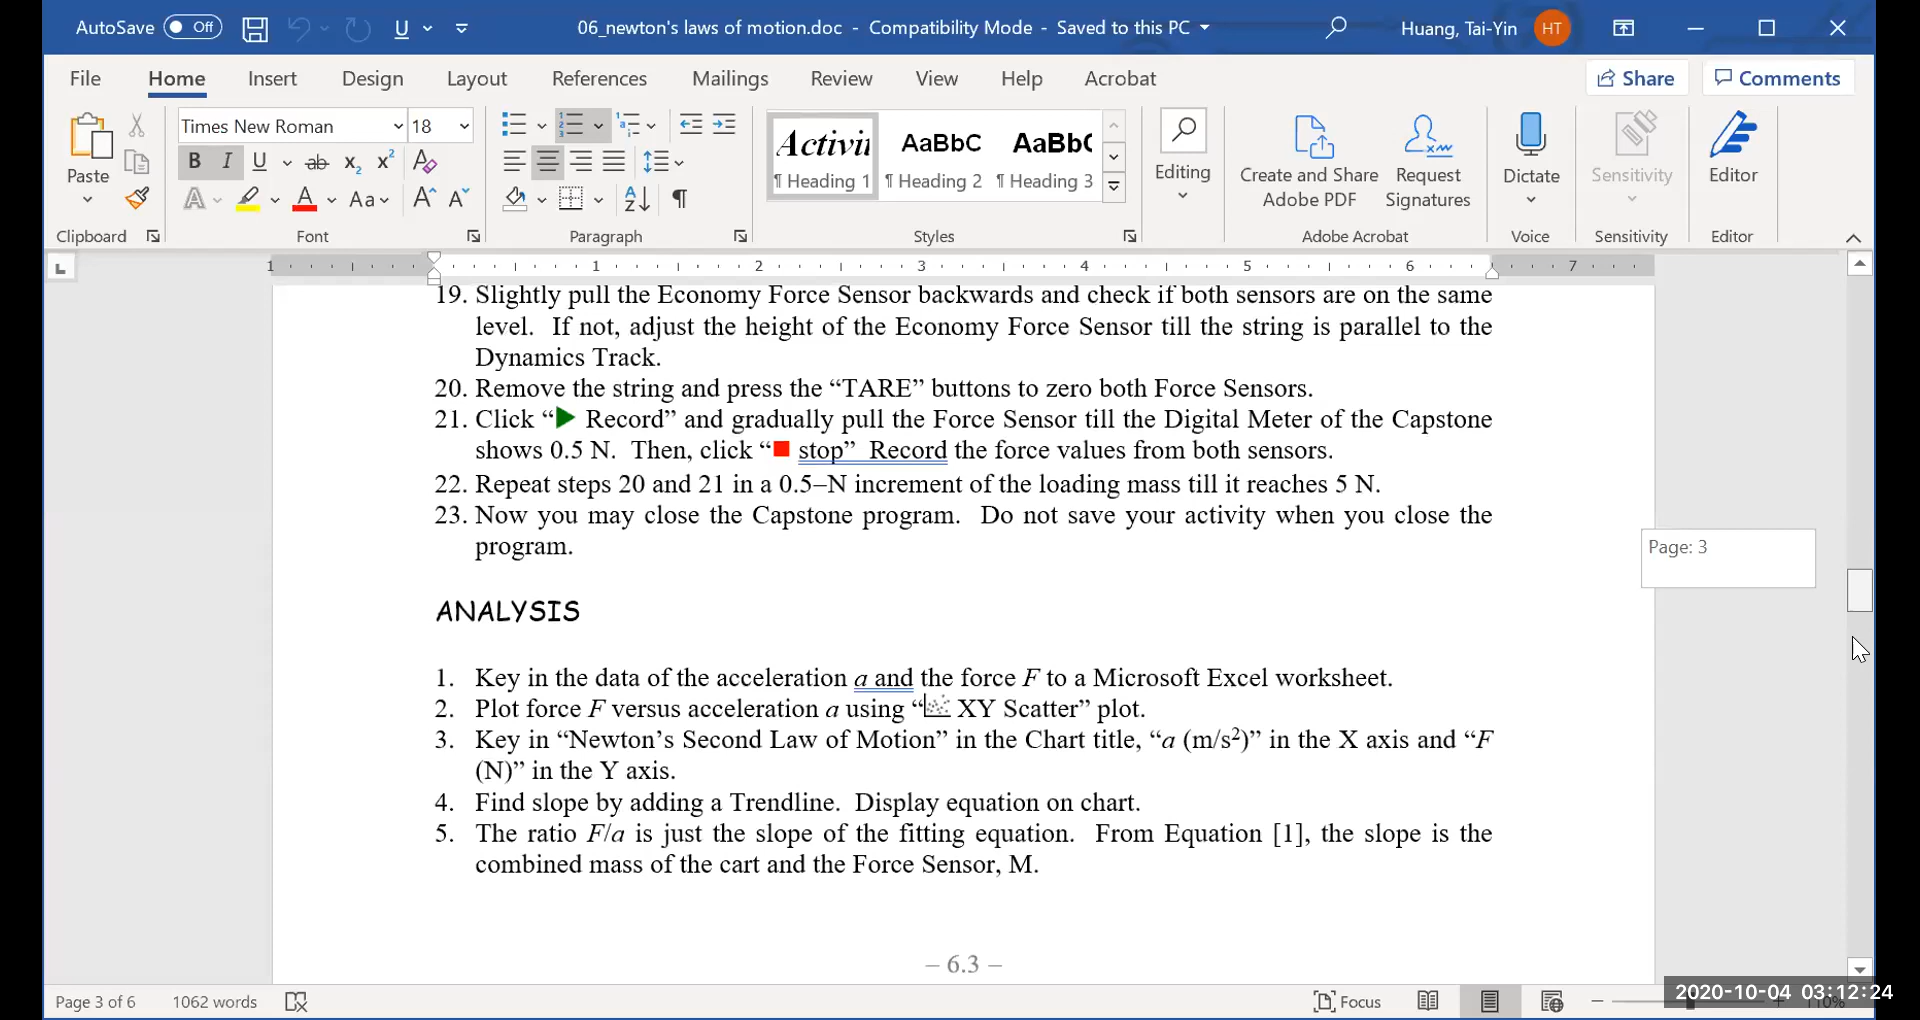 AutoSave Off U 06_newton's laws of motion.doc - Compatibility Mode - Saved to this PC Huang, Tai-Yin HT
File Home Insert Design Layout References Mailings Review View Help Acrobat Share Comments
Times New Roman 18
Activi AaBbC AaBbC
Paste B I U ab x2 x2 A ¶ Heading 1 ¶ Heading 2 ¶ Heading 3 Editing Create and Share Request Dictate Sensitivity Editor
A A Aa A A Adobe PDF Signatures
Clipboard Font Paragraph Styles Adobe Acrobat Voice Sensitivity Editor
L 1 1 2 3 4 5 6 7
19. Slightly pull the Economy Force Sensor backwards and check if both sensors are on the same
level. If not, adjust the height of the Economy Force Sensor till the string is parallel to the
Dynamics Track.
20. Remove the string and press the “TARE” buttons to zero both Force Sensors.
21. Click “▶ Record” and gradually pull the Force Sensor till the Digital Meter of the Capstone
shows 0.5 N. Then, click “■ stop” Record the force values from both sensors.
22. Repeat steps 20 and 21 in a 0.5–N increment of the loading mass till it reaches 5 N.
23. Now you may close the Capstone program. Do not save your activity when you close the
program.
Page: 3
ANALYSIS
1. Key in the data of the acceleration a and the force F to a Microsoft Excel worksheet.
2. Plot force F versus acceleration a using “ XY Scatter” plot.
3. Key in “Newton’s Second Law of Motion” in the Chart title, “a (m/s²)” in the X axis and “F
(N)” in the Y axis.
4. Find slope by adding a Trendline. Display equation on chart.
5. The ratio F/a is just the slope of the fitting equation. From Equation [1], the slope is the
combined mass of the cart and the Force Sensor, M.
– 6.3 –
Page 3 of 6 1062 words Focus
2020-10-04 03:12:24